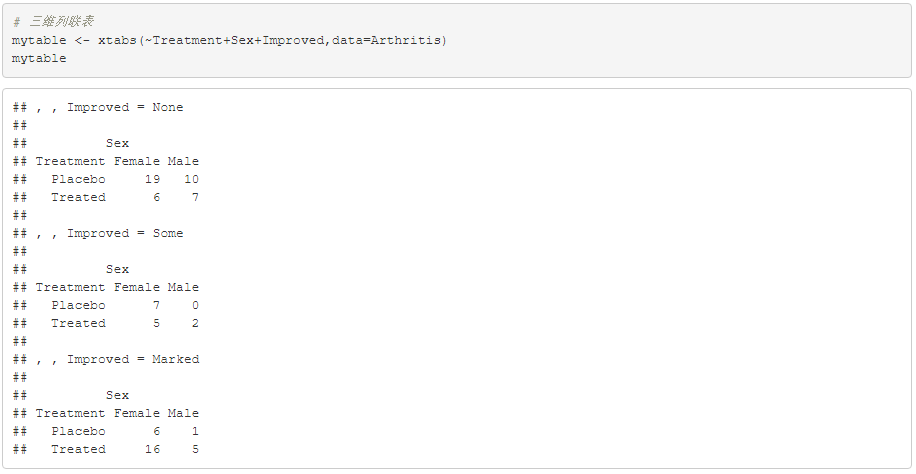 # 三维列联表
mytable <- xtabs(~Treatment+Sex+Improved,data=Arthritis)
mytable
## , , Improved = None
##
##          Sex
## Treatment Female Male
##   Placebo     19   10
##   Treated      6    7
##
## , , Improved = Some
##
##          Sex
## Treatment Female Male
##   Placebo      7    0
##   Treated      5    2
##
## , , Improved = Marked
##
##          Sex
## Treatment Female Male
##   Placebo      6    1
##   Treated     16    5